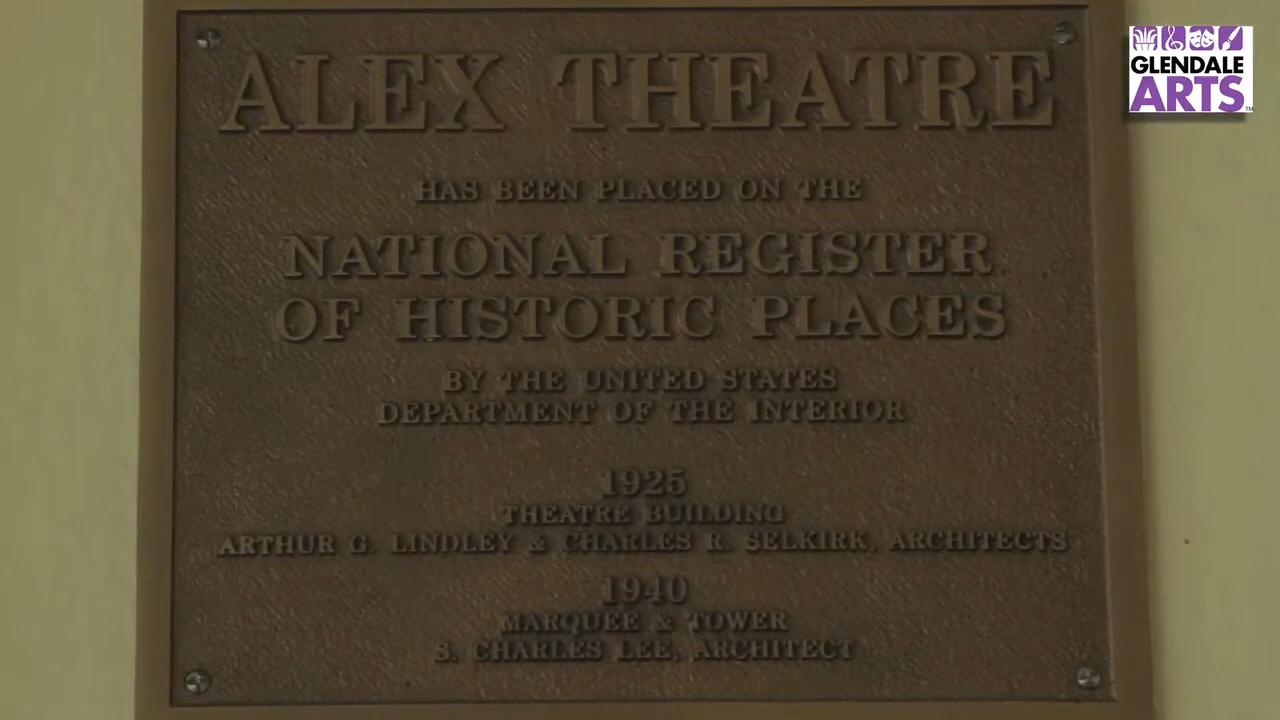 ALEX THEATRE
HAS BEEN PLACED ON THE
NATIONAL REGISTER
OF HISTORIC PLACES
BY THE UNITED STATES
DEPARTMENT OF THE INTERIOR
1925
THEATRE BUILDING
ARTHUR G. LINDLEY & CHARLES R. SELKIRK, ARCHITECTS
1940
MARQUEE & TOWER
S. CHARLES LEE, ARCHITECT
GLENDALE
ARTS™